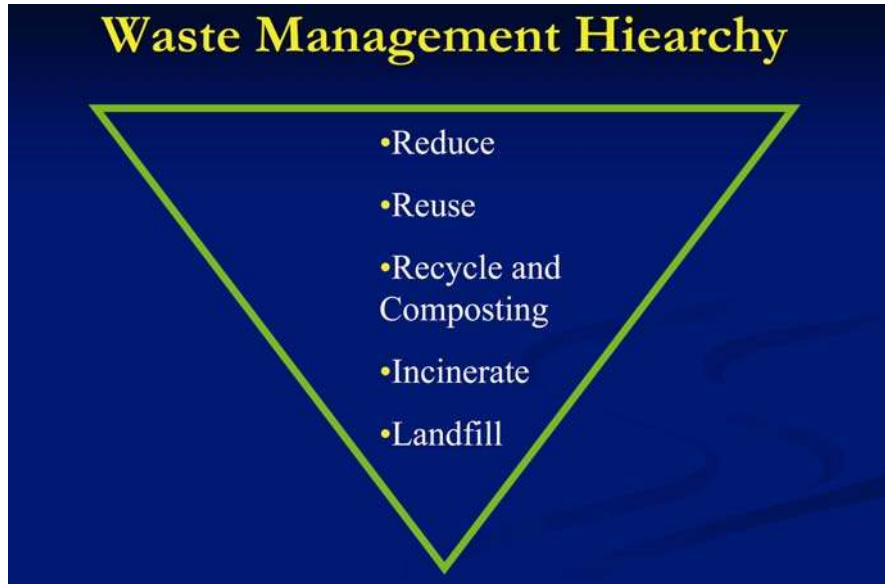 Waste Management Hiearchy
•Reduce
•Reuse
•Recycle and
Composting
•Incinerate
•Landfill